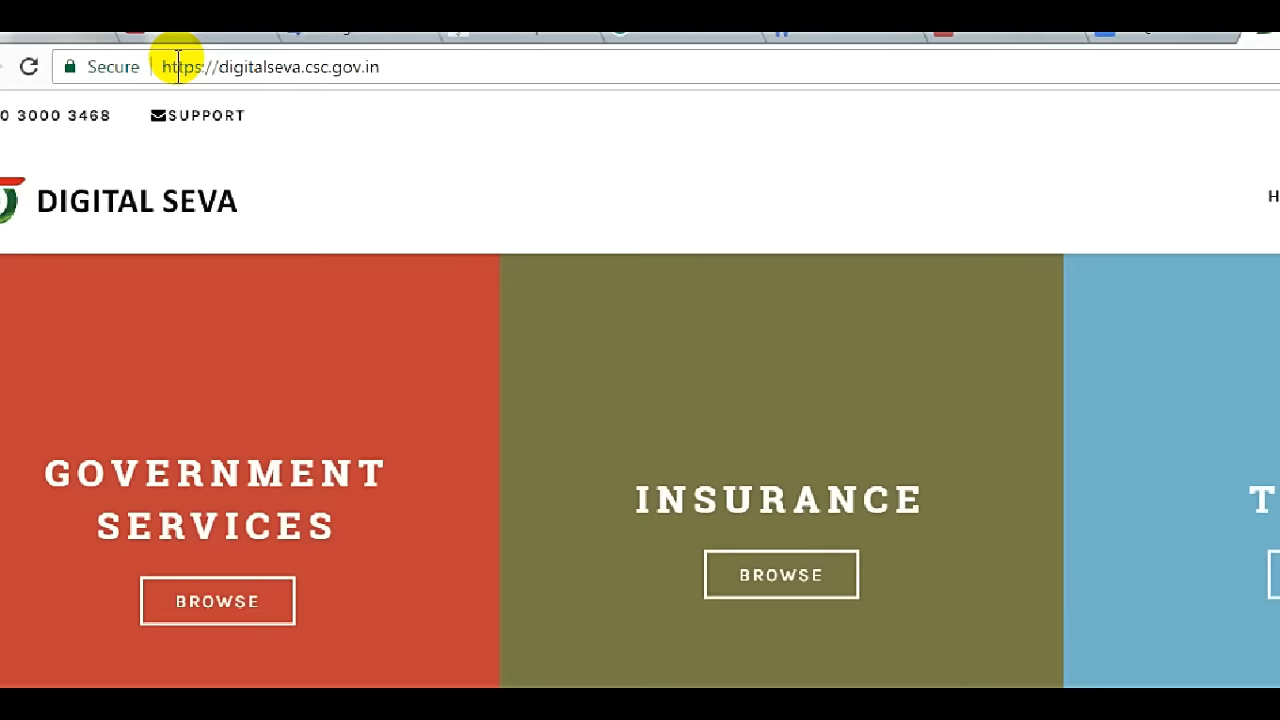 Secure https://digitalseva.csc.gov.in
0 3000 3468 SUPPORT
DIGITAL SEVA
H
GOVERNMENT
SERVICES
BROWSE
INSURANCE
BROWSE
T